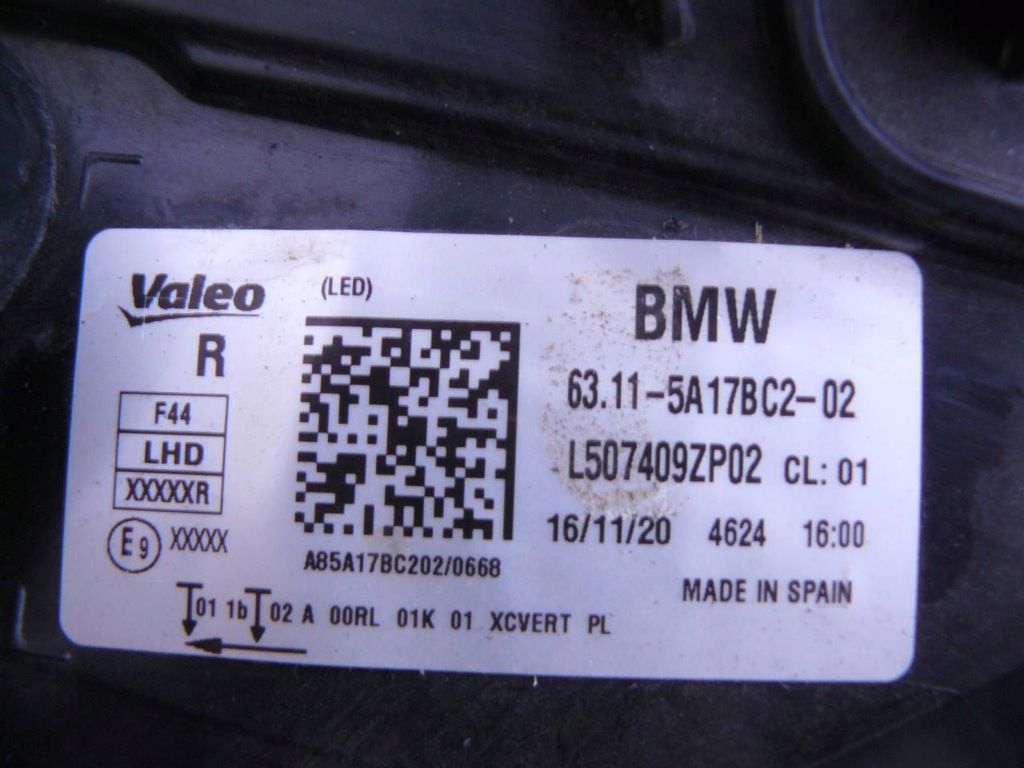 Valeo (LED) BMW
R
63.11-5A17BC2-02
F44
LHD
XXXXXR
L507409ZP02 CL: 01
E9 XXXXX
16/11/20 4624 16:00
A85A17BC202/0668
MADE IN SPAIN
01 1b 02 A 00RL 01K 01 XCVERT PL